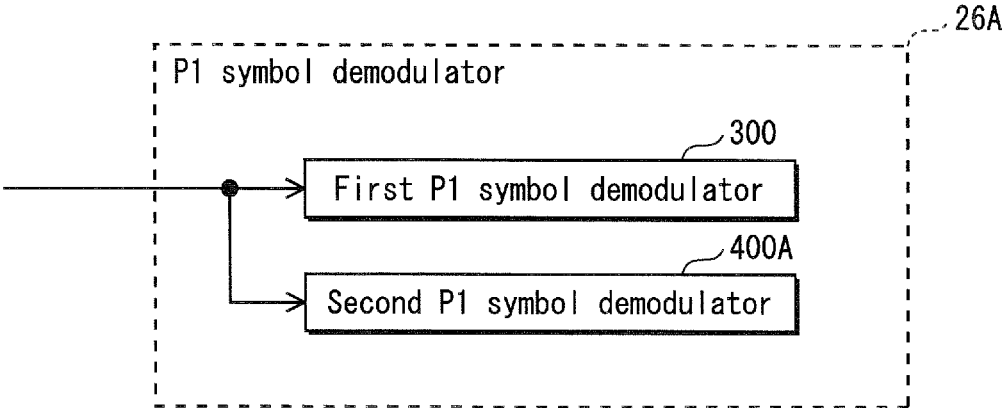 26A
P1 symbol demodulator
300
First P1 symbol demodulator
400A
Second P1 symbol demodulator